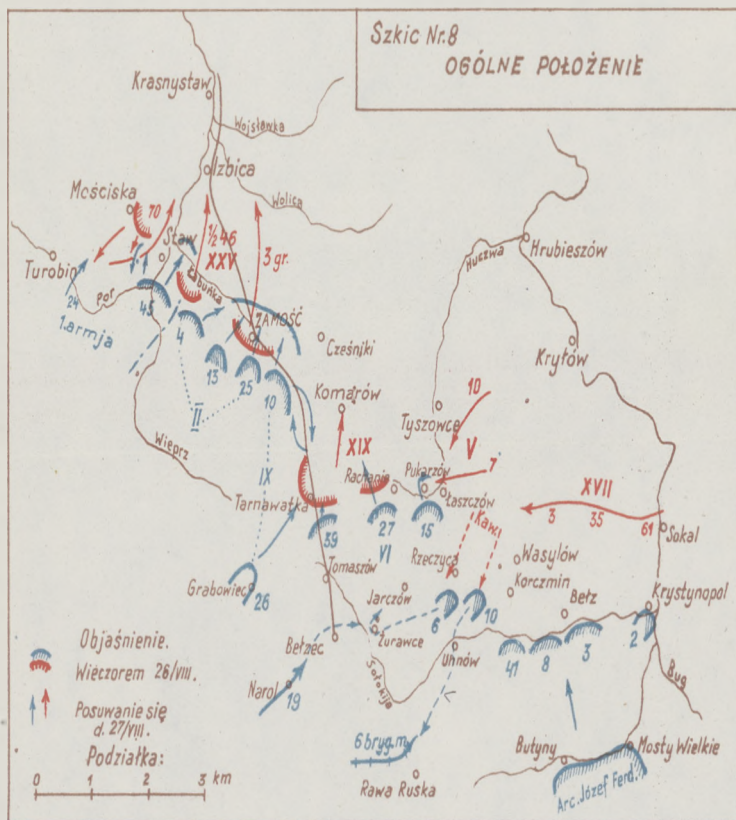 Szkic Nr.8
OGÓLNE POŁOŻENIE
Krasnystaw
Wojsławka
Izbica
Wolica
Mościska
70
Staw
½ 46
XXV
3 gr.
Turobin
Łabuńka
Huczwa
Hrubieszów
24
Por
1.armja
45
4
ZAMOŚĆ
Cześniki
Kryłów
13
25
10
Komarów
10
II
Tyszowce
V
Wieprz
XIX
7
IX
Rachanie
Pukarzów
XVII
Tarnawatka
Łaszczów
3
35
61
Sokal
39
27
15
VI
Kaw.
Tomaszów
Rzeczyca
Wasylów
Grabowiec
26
Jarczów
Korczmin
Bełz
Krystynopol
6
10
Objaśnienie.
Bełżec
Żurawce
2
Wieczorem 26/VIII.
Sołokija
Uhnów
41
8
3
Narol
19
Bug
Posuwanie się
d. 27/VIII.
Podziałka:
6 bryg.m.
Butyny
Mosty Wielkie
0 1 2 3 km
Rawa Ruska
Arc. Józef Ferd.